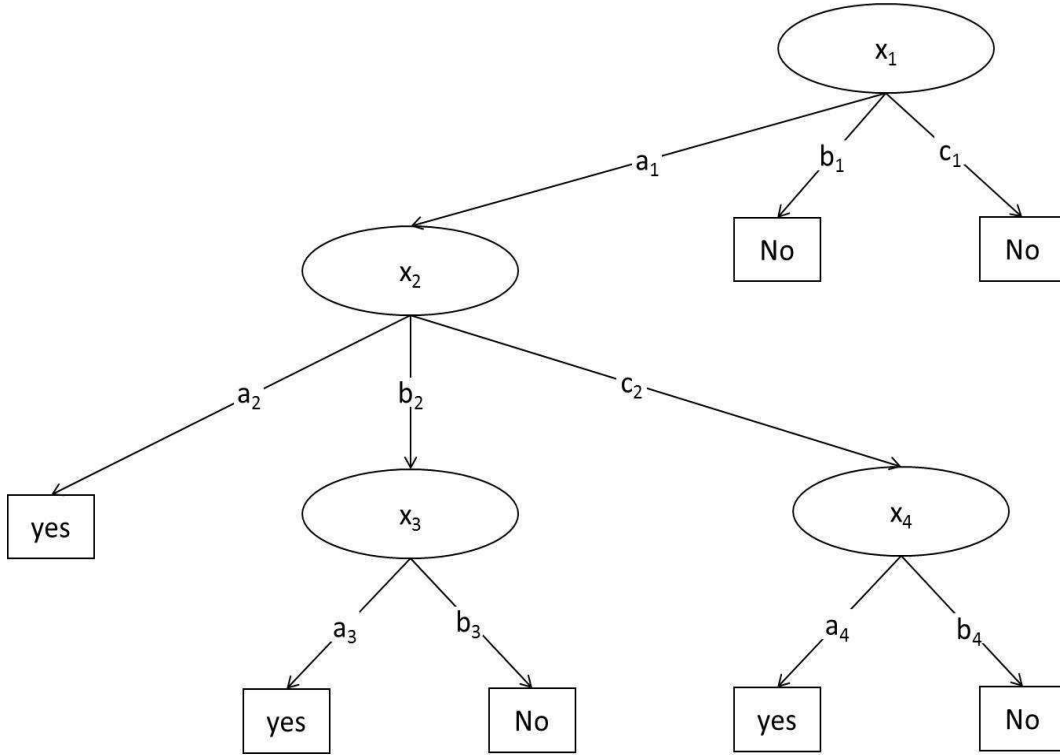 x₁
a₁
b₁
c₁
No
No
x₂
a₂
b₂
c₂
yes
x₃
x₄
a₃
b₃
a₄
b₄
yes
No
yes
No